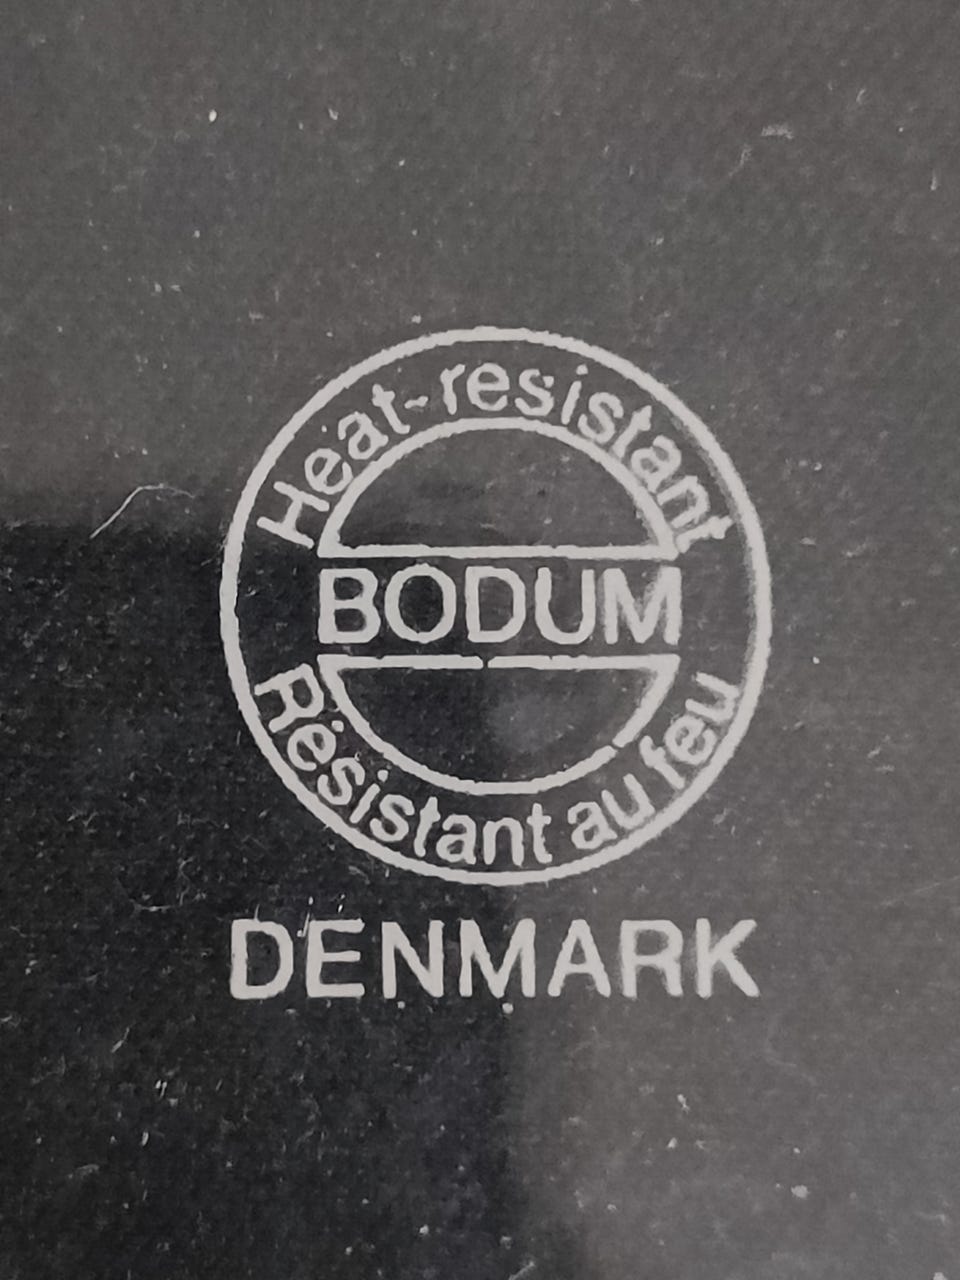 Heat-resistant
BODUM
Résistant au feu
DENMARK